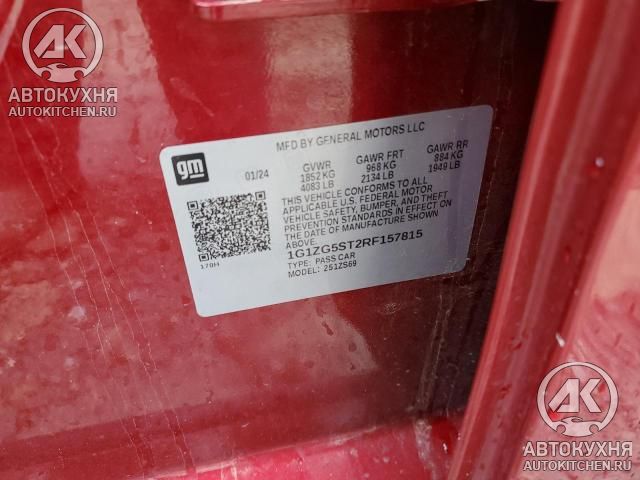 АК
АВТОКУХНЯ
AUTOKITCHEN.RU
MFD BY GENERAL MOTORS LLC
gm
01/24
GVWR GAWR FRT GAWR RR
1852 KG 968 KG 884 KG
4083 LB 2134 LB 1949 LB
THIS VEHICLE CONFORMS TO ALL
APPLICABLE U.S. FEDERAL MOTOR
VEHICLE SAFETY, BUMPER, AND THEFT
PREVENTION STANDARDS IN EFFECT ON
THE DATE OF MANUFACTURE SHOWN
ABOVE.
1G1ZG5ST2RF157815
TYPE: PASS CAR
MODEL: 251ZS69
170H
АК
АВТОКУХНЯ
AUTOKITCHEN.RU